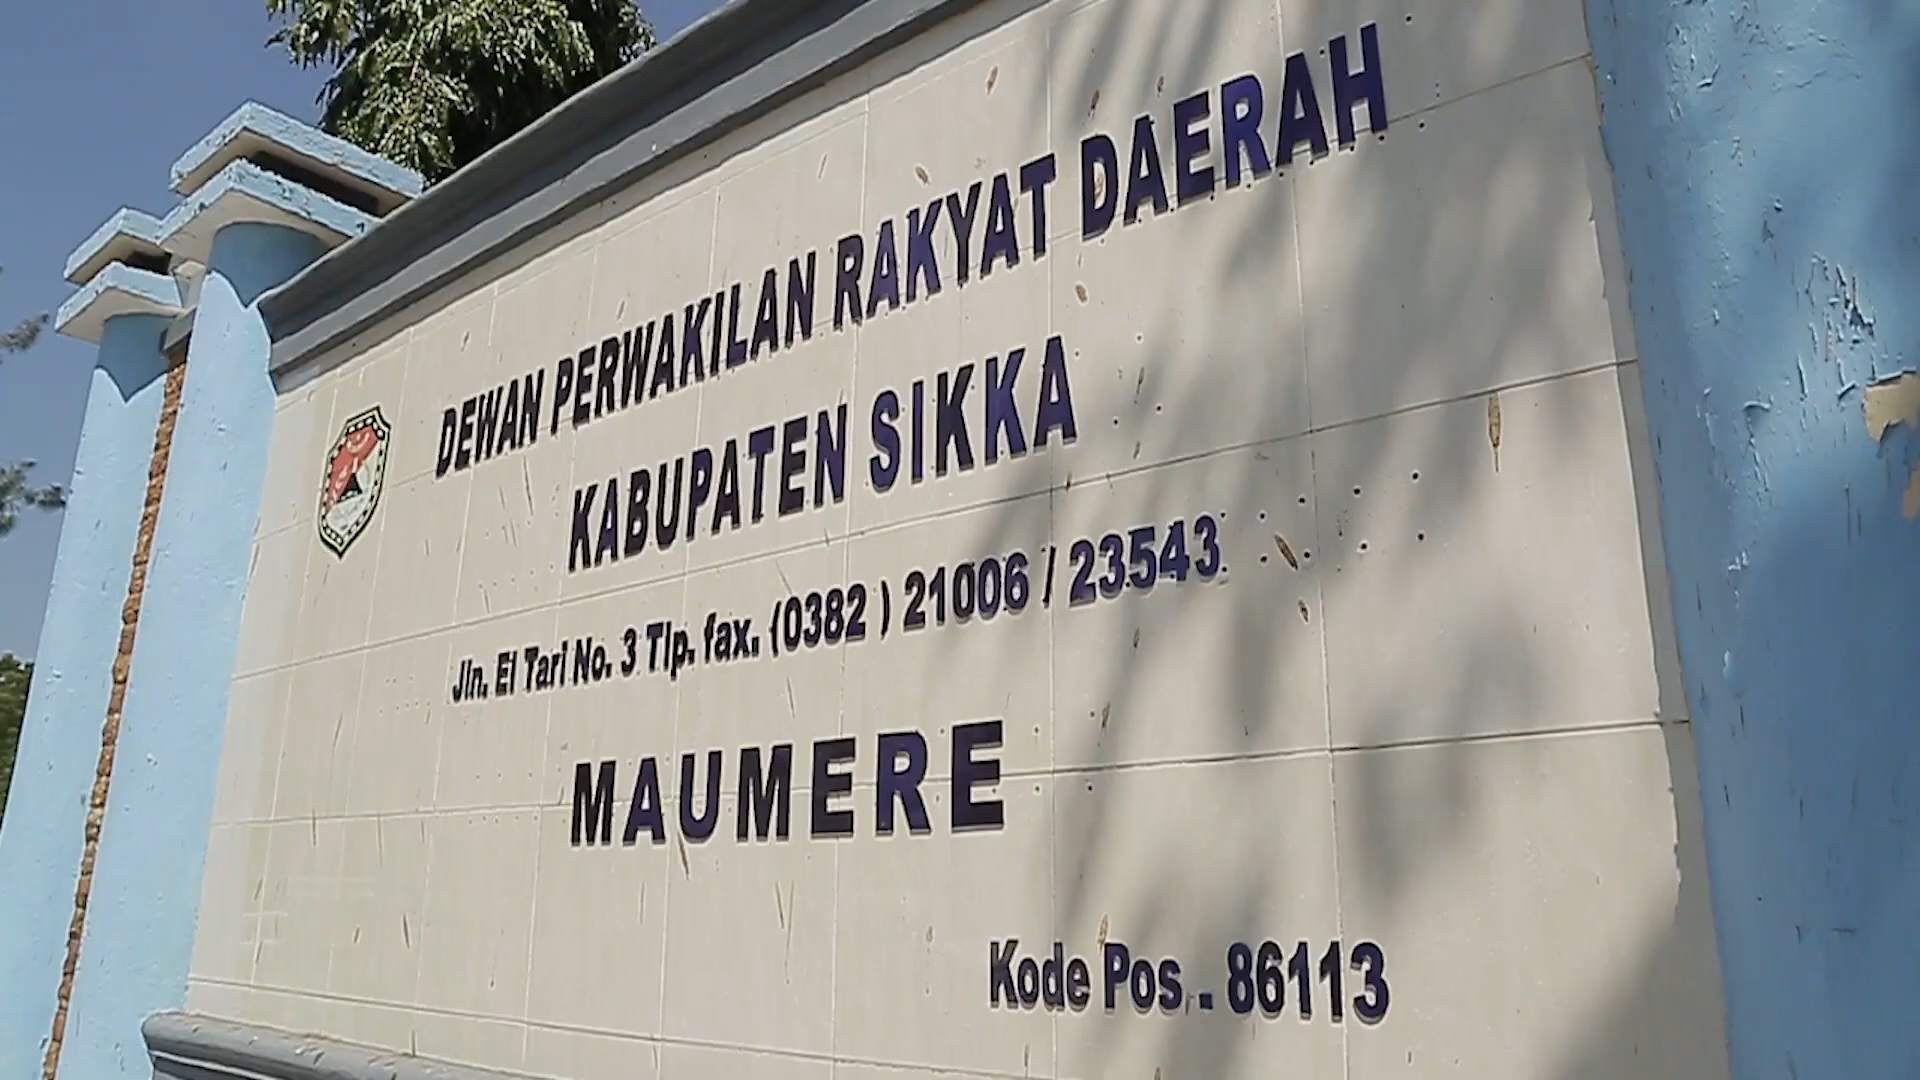 DEWAN PERWAKILAN RAKYAT DAERAH
KABUPATEN SIKKA
Jln. El Tari No. 3 Tlp. fax. (0382 ) 21006 / 23543
MAUMERE
Kode Pos . 86113